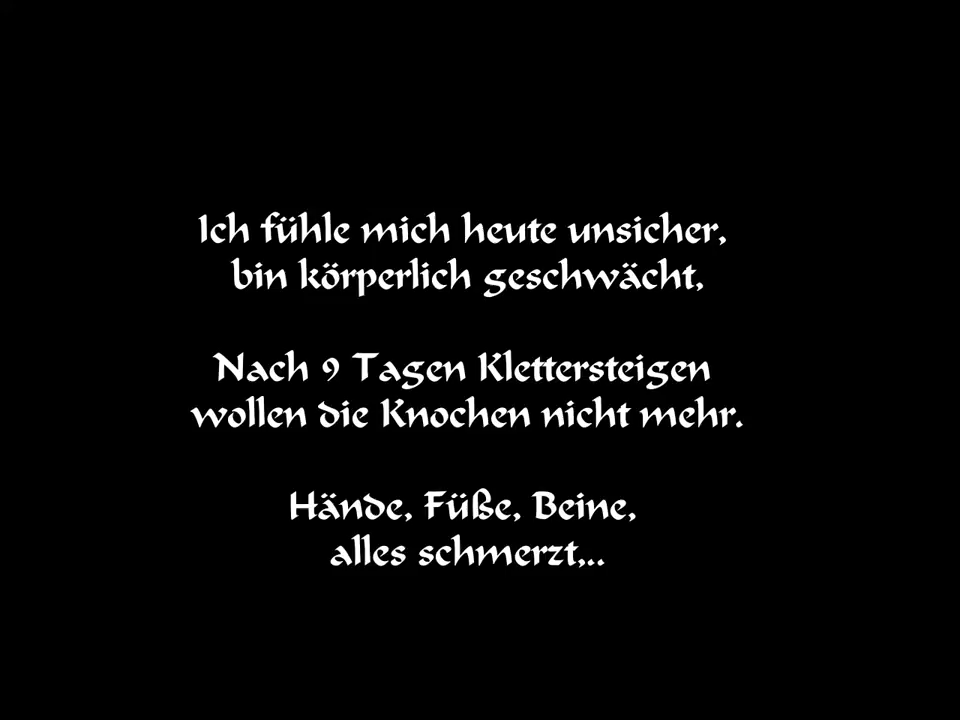 Ich fühle mich heute unsicher,
bin körperlich geschwächt,
Nach 9 Tagen Klettersteigen
wollen die Knochen nicht mehr.
Hände, Füße, Beine,
alles schmerzt,..